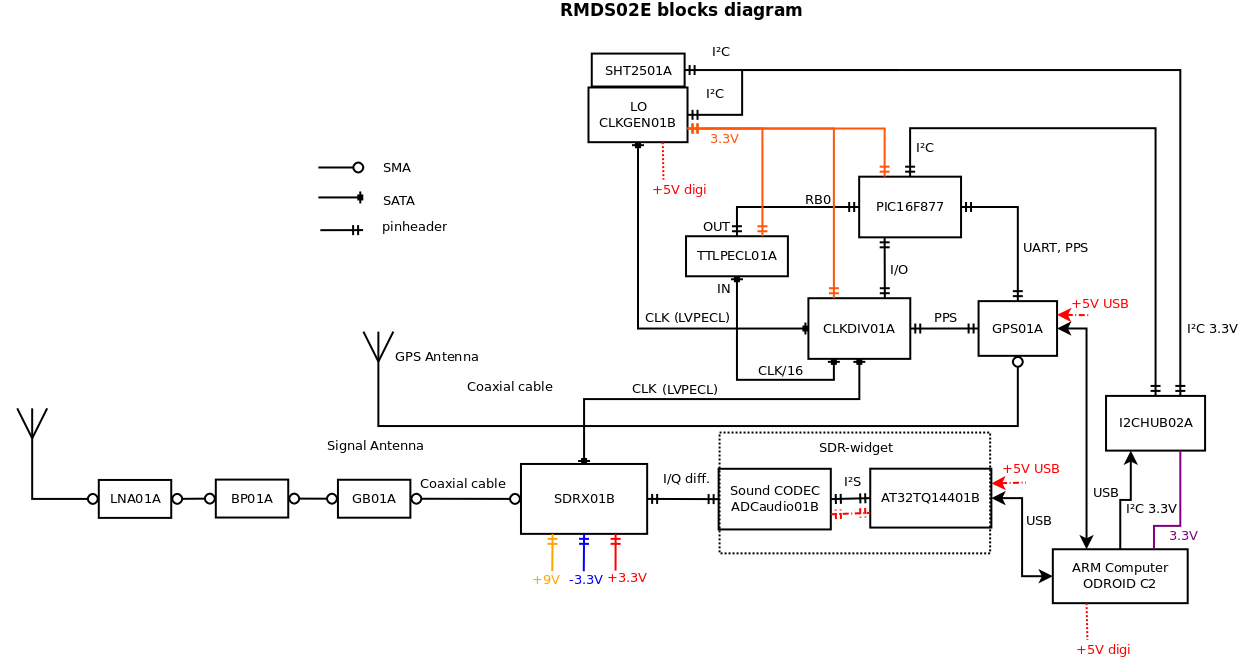 RMDS02E blocks diagram
I²C
SHT2501A
I²C
LO
CLKGEN01B
3.3V
I²C
SMA
+5V digi
SATA
RB0
PIC16F877
pinheader
OUT
UART, PPS
TTLPECL01A
I/O
IN
+5V USB
CLK (LVPECL)
CLKDIV01A
PPS
GPS01A
I²C 3.3V
GPS Antenna
CLK/16
Coaxial cable
CLK (LVPECL)
I2CHUB02A
Signal Antenna
SDR-widget
+5V USB
I/Q diff.
I²S
Coaxial cable
LNA01A
BP01A
GB01A
SDRX01B
Sound CODEC
ADCaudio01B
AT32TQ14401B
USB
I²C 3.3V
USB
3.3V
+9V
-3.3V
+3.3V
ARM Computer
ODROID C2
+5V digi